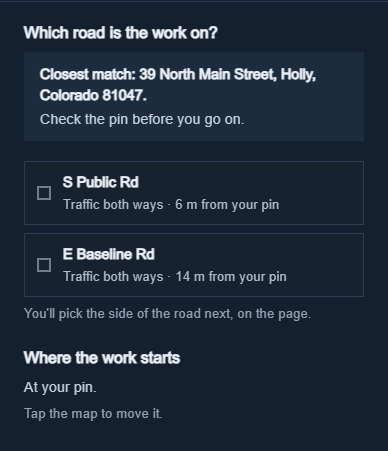 Which road is the work on?
Closest match: 39 North Main Street, Holly,
Colorado 81047.
Check the pin before you go on.
S Public Rd
Traffic both ways · 6 m from your pin
E Baseline Rd
Traffic both ways · 14 m from your pin
You'll pick the side of the road next, on the page.
Where the work starts
At your pin.
Tap the map to move it.